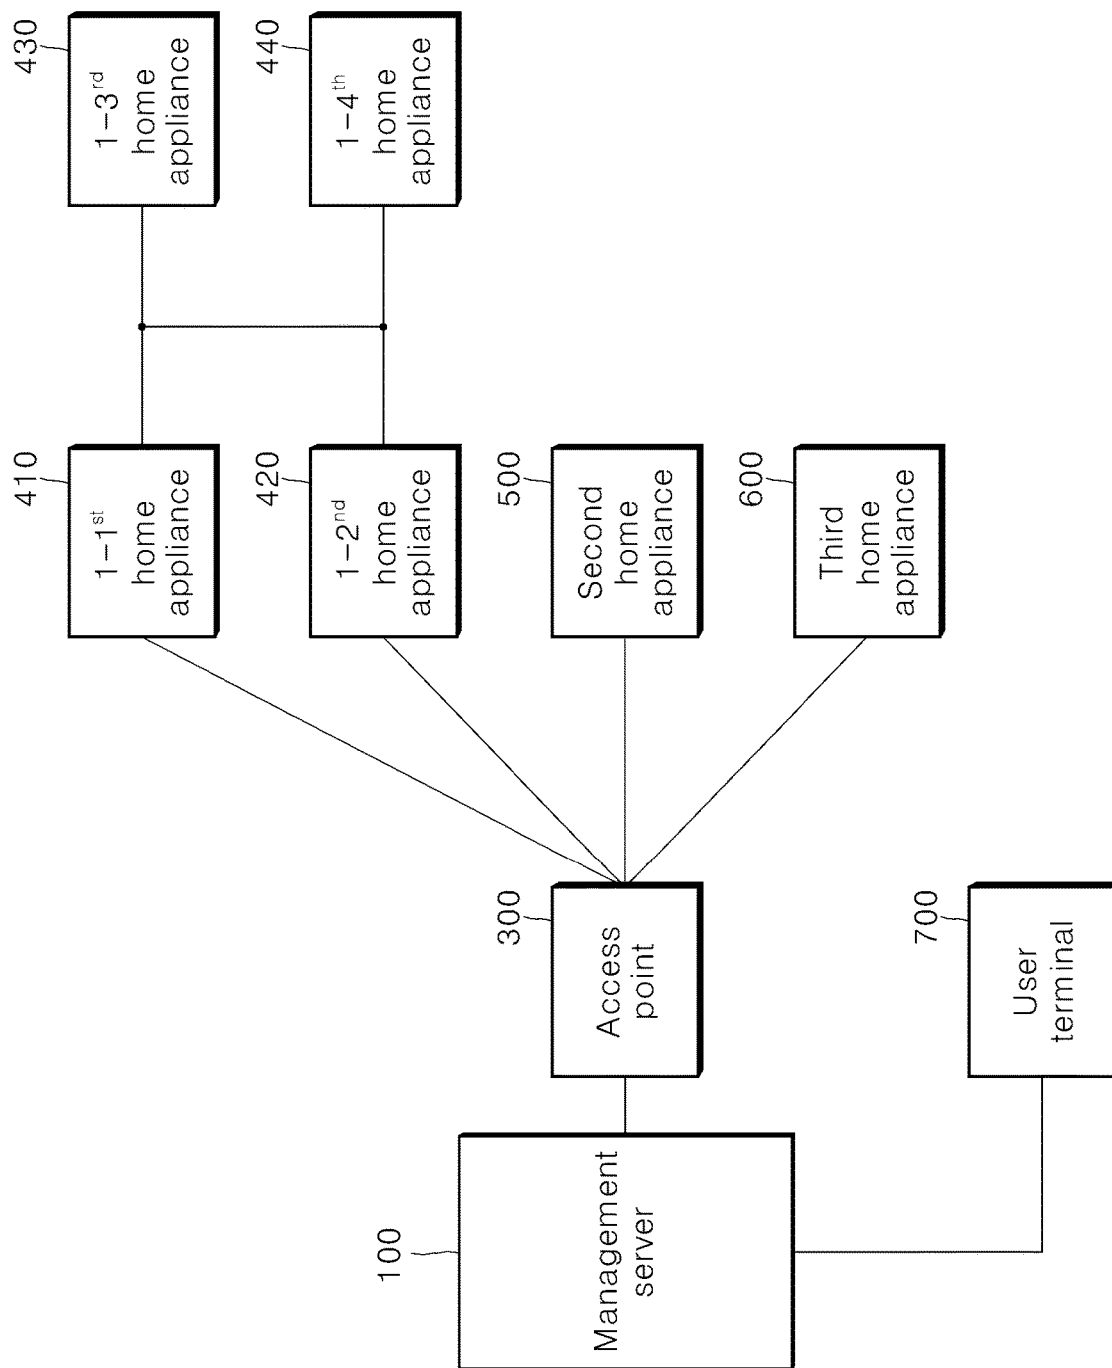 100
Management
server
300
Access
point
700
User
terminal
410
1-1st
home
appliance
420
1-2nd
home
appliance
500
Second
home
appliance
600
Third
home
appliance
430
1-3rd
home
appliance
440
1-4th
home
appliance